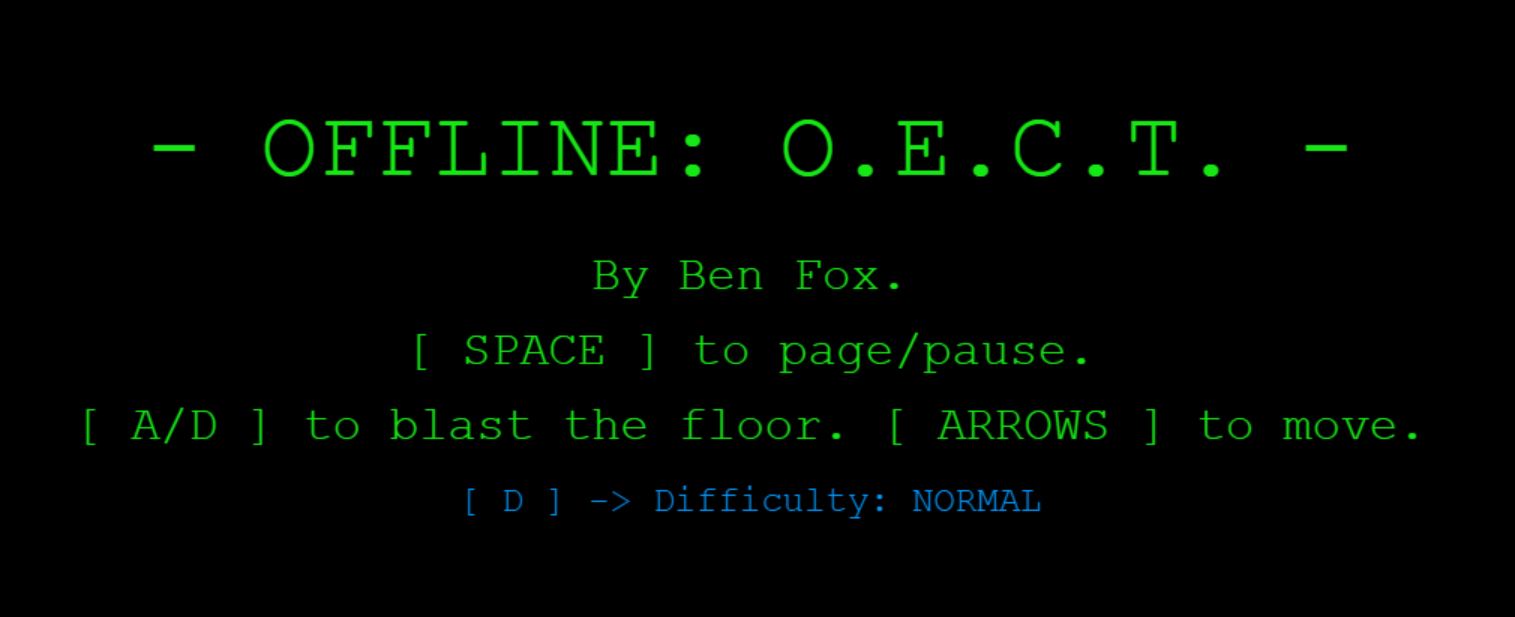 - OFFLINE: O.E.C.T. -
By Ben Fox.
[ SPACE ] to page/pause.
[ A/D ] to blast the floor. [ ARROWS ] to move.
[ D ] -> Difficulty: NORMAL